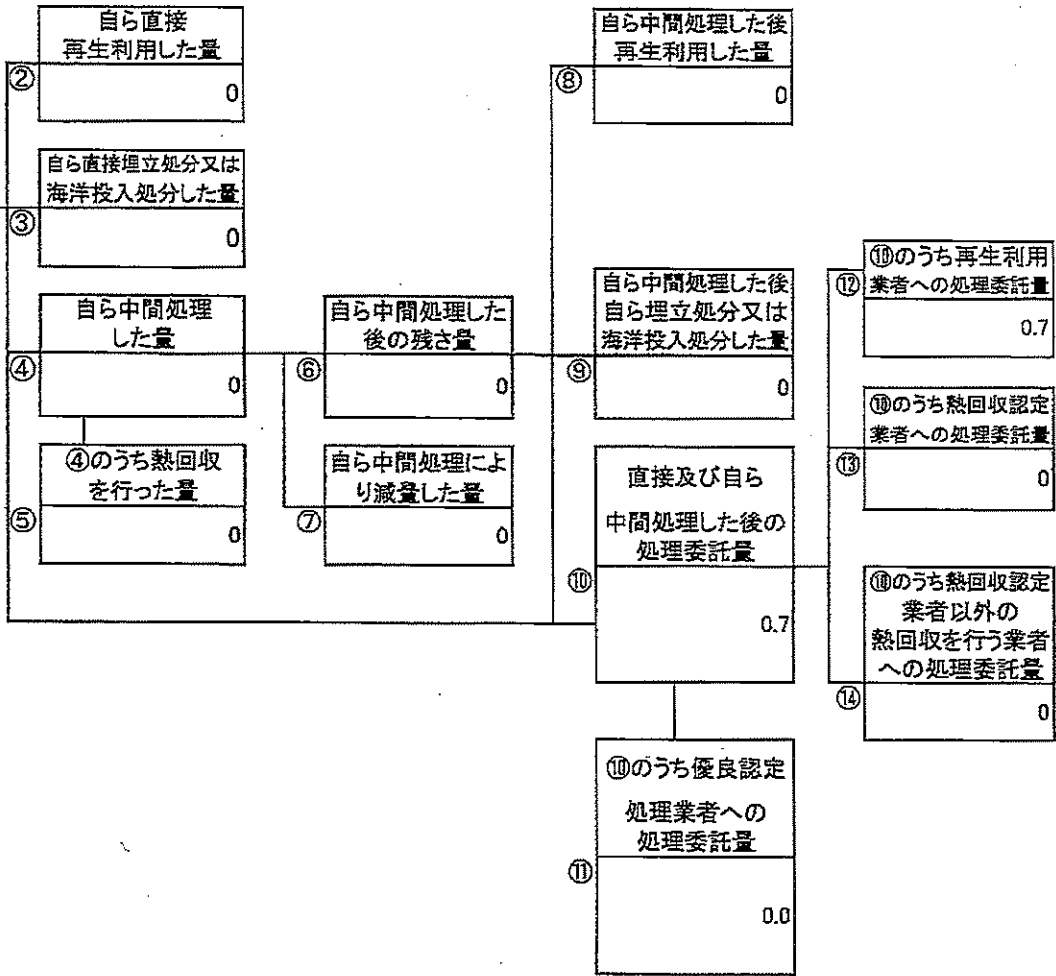 自ら直接
再生利用した量
②
0
自ら直接埋立処分又は
海洋投入処分した量
③
0
自ら中間処理
した量
④
0
④のうち熱回収
を行った量
⑤
0
自ら中間処理した
後の残さ量
⑥
0
自ら中間処理によ
り減量した量
⑦
0
自ら中間処理した後
再生利用した量
⑧
0
自ら中間処理した後
自ら埋立処分又は
海洋投入処分した量
⑨
0
直接及び自ら
中間処理した後の
処理委託量
⑩
0.7
⑩のうち優良認定
処理業者への
処理委託量
⑪
0.0
⑩のうち再生利用
業者への処理委託量
⑫
0.7
⑩のうち熱回収認定
業者への処理委託量
⑬
0
⑩のうち熱回収認定
業者以外の
熱回収を行う業者
への処理委託量
⑭
0